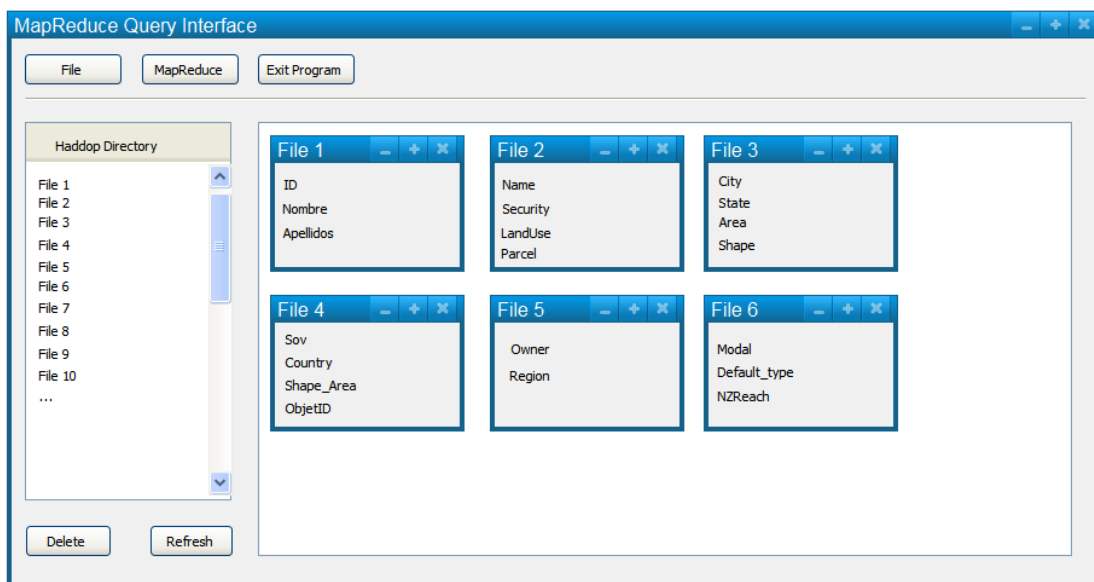 MapReduce Query Interface
File
MapReduce
Exit Program
Haddop Directory
File 1
File 2
File 3
File 4
File 5
File 6
File 7
File 8
File 9
File 10
...
Delete
Refresh
File 1
ID
Nombre
Apellidos
File 2
Name
Security
LandUse
Parcel
File 3
City
State
Area
Shape
File 4
Sov
Country
Shape_Area
ObjetID
File 5
Owner
Region
File 6
Modal
Default_type
NZReach